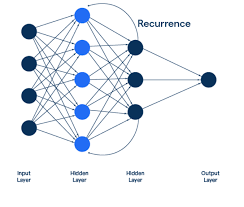 Recurrence
Input
Layer
Hidden
Layer
Hidden
Layer
Output
Layer